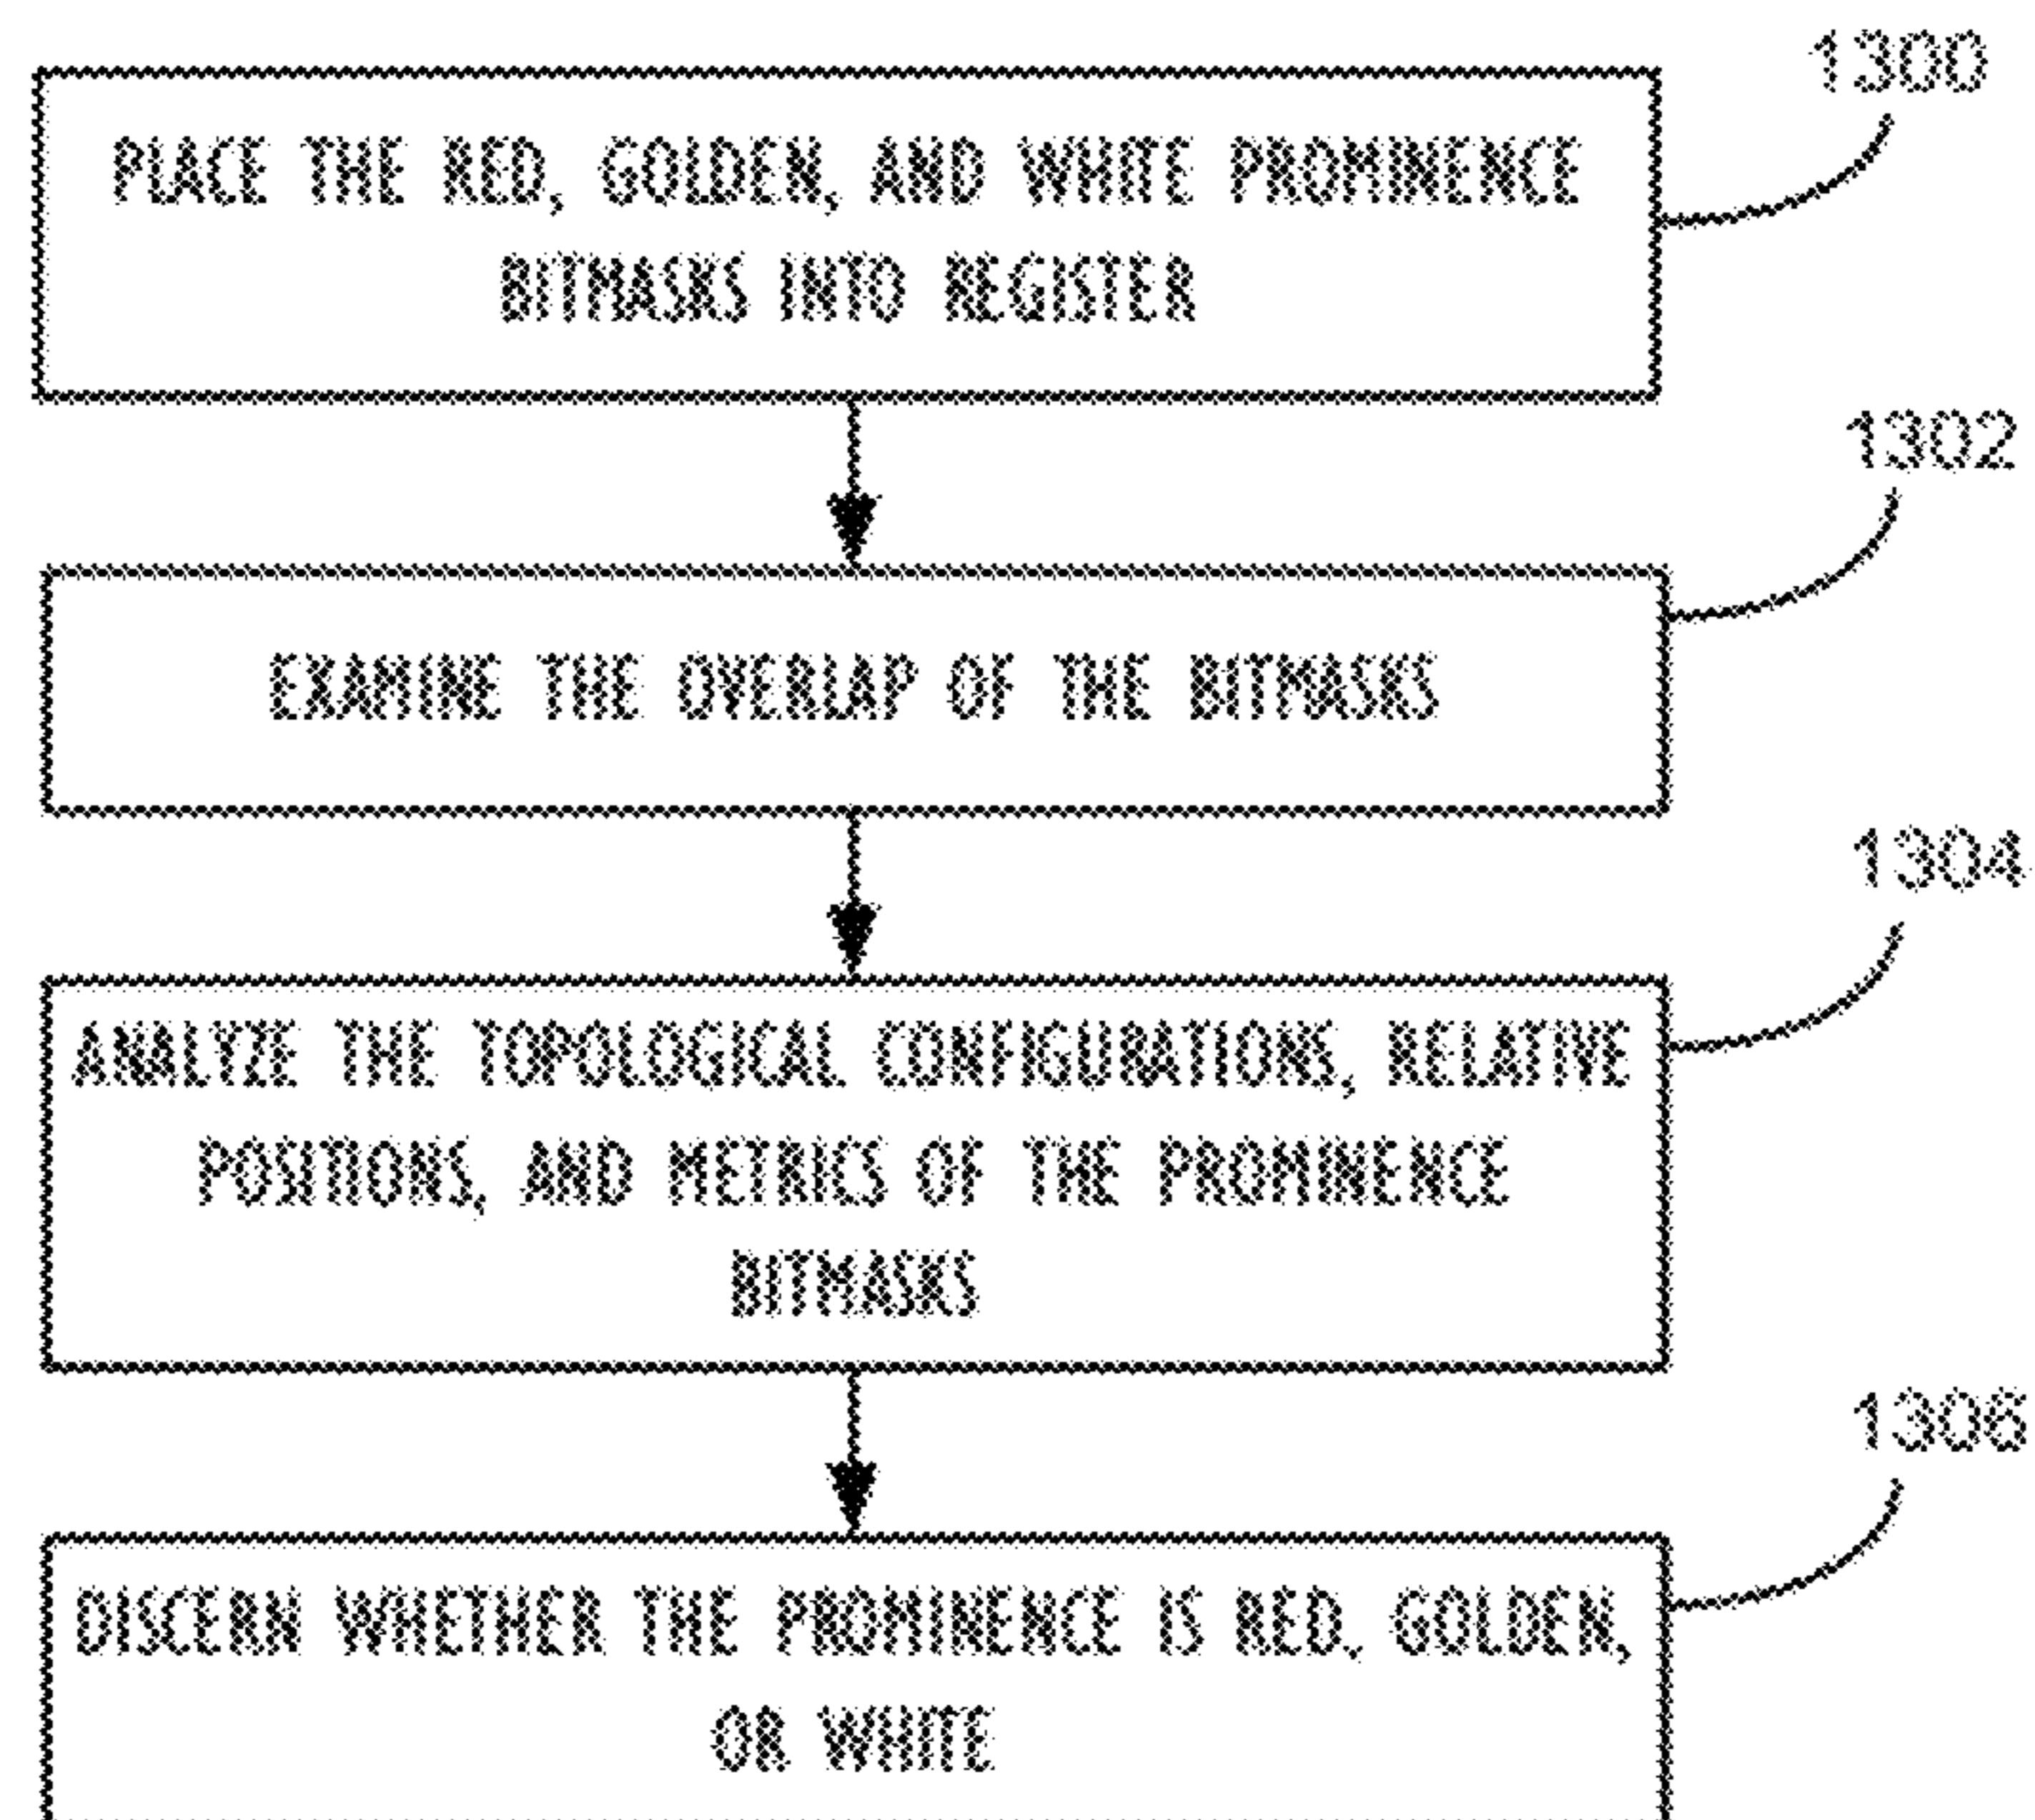 1300
PLACE THE RED, GOLDEN, AND WHITE PROMINENCE
BITMASKS INTO REGISTER
1302
EXAMINE THE OVERLAP OF THE BITMASKS
1304
ANALYZE THE TOPOLOGICAL CONFIGURATIONS, RELATIVE
POSITIONS, AND METRICS OF THE PROMINENCE
BITMASKS
1306
DISCERN WHETHER THE PROMINENCE IS RED, GOLDEN,
OR WHITE